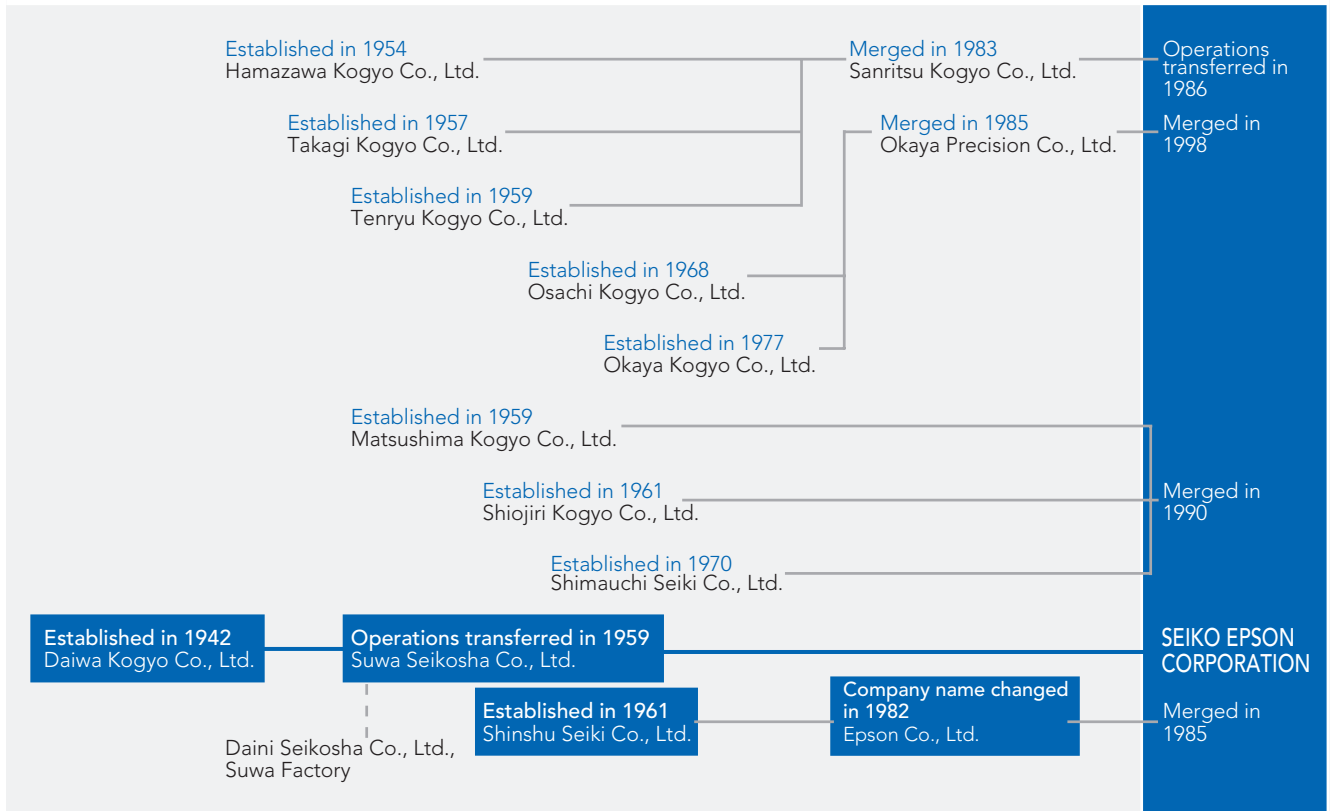 Established in 1954
Hamazawa Kogyo Co., Ltd.
Merged in 1983
Sanritsu Kogyo Co., Ltd.
Operations
transferred in
1986
Established in 1957
Takagi Kogyo Co., Ltd.
Merged in 1985
Okaya Precision Co., Ltd.
Merged in
1998
Established in 1959
Tenryu Kogyo Co., Ltd.
Established in 1968
Osachi Kogyo Co., Ltd.
Established in 1977
Okaya Kogyo Co., Ltd.
Established in 1959
Matsushima Kogyo Co., Ltd.
Established in 1961
Shiojiri Kogyo Co., Ltd.
Merged in
1990
Established in 1970
Shimauchi Seiki Co., Ltd.
Established in 1942
Daiwa Kogyo Co., Ltd.
Operations transferred in 1959
Suwa Seikosha Co., Ltd.
SEIKO EPSON
CORPORATION
Daini Seikosha Co., Ltd.,
Suwa Factory
Established in 1961
Shinshu Seiki Co., Ltd.
Company name changed
in 1982
Epson Co., Ltd.
Merged in
1985